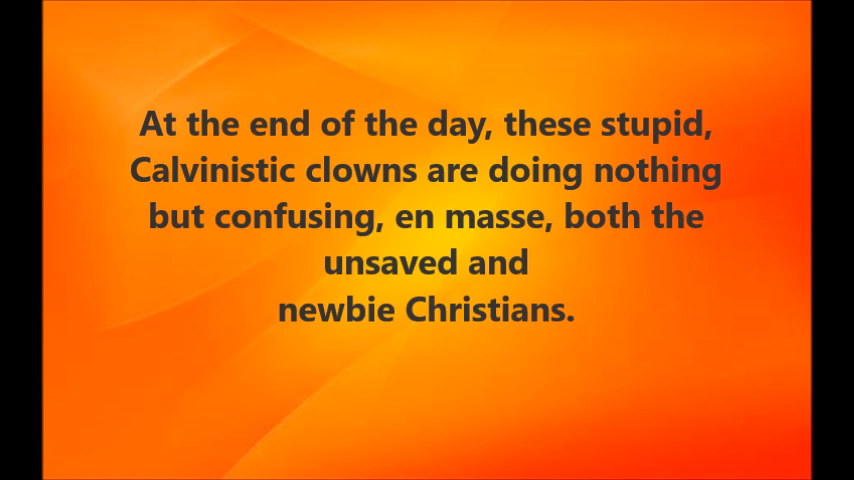 At the end of the day, these stupid,
Calvinistic clowns are doing nothing
but confusing, en masse, both the
unsaved and
newbie Christians.